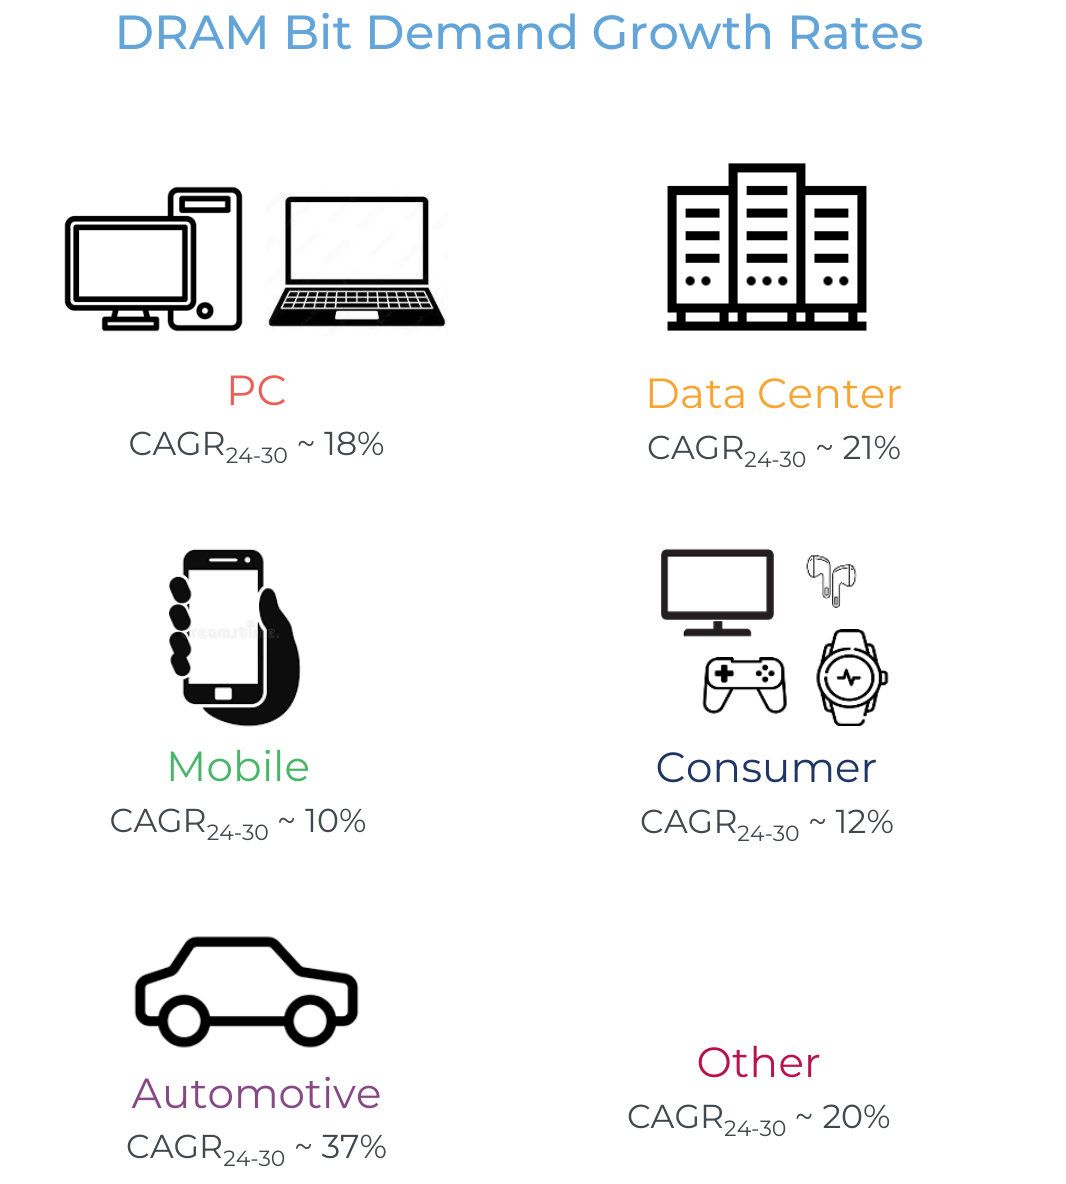 DRAM Bit Demand Growth Rates
PC
CAGR24-30 ~ 18%
Data Center
CAGR24-30 ~ 21%
Mobile
CAGR24-30 ~ 10%
Consumer
CAGR24-30 ~ 12%
Automotive
CAGR24-30 ~ 37%
Other
CAGR24-30 ~ 20%